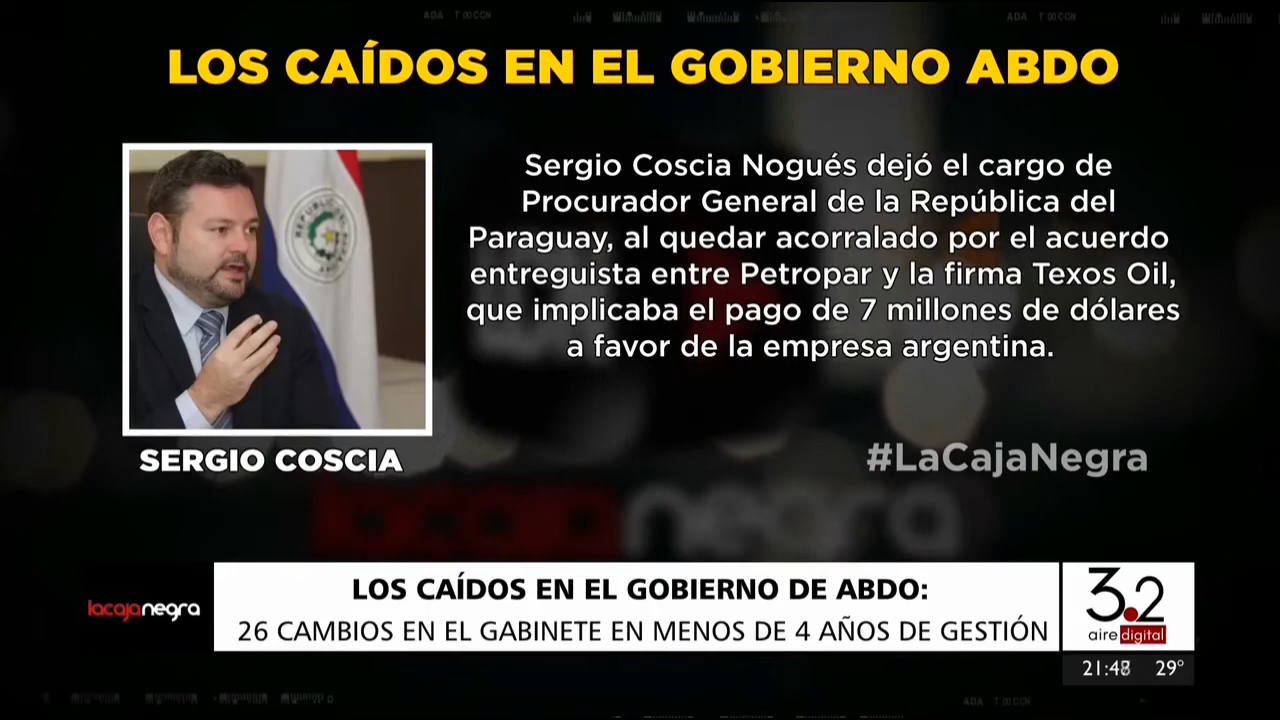 LOS CAÍDOS EN EL GOBIERNO ABDO
Sergio Coscia Nogués dejó el cargo de
Procurador General de la República del
Paraguay, al quedar acorralado por el acuerdo
entreguista entre Petropar y la firma Texos Oil,
que implicaba el pago de 7 millones de dólares
a favor de la empresa argentina.
SERGIO COSCIA
#LaCajaNegra
lacajanegra
lacajanegra
LOS CAÍDOS EN EL GOBIERNO DE ABDO:
26 CAMBIOS EN EL GABINETE EN MENOS DE 4 AÑOS DE GESTIÓN
3.2
aire digital
21:48 29°